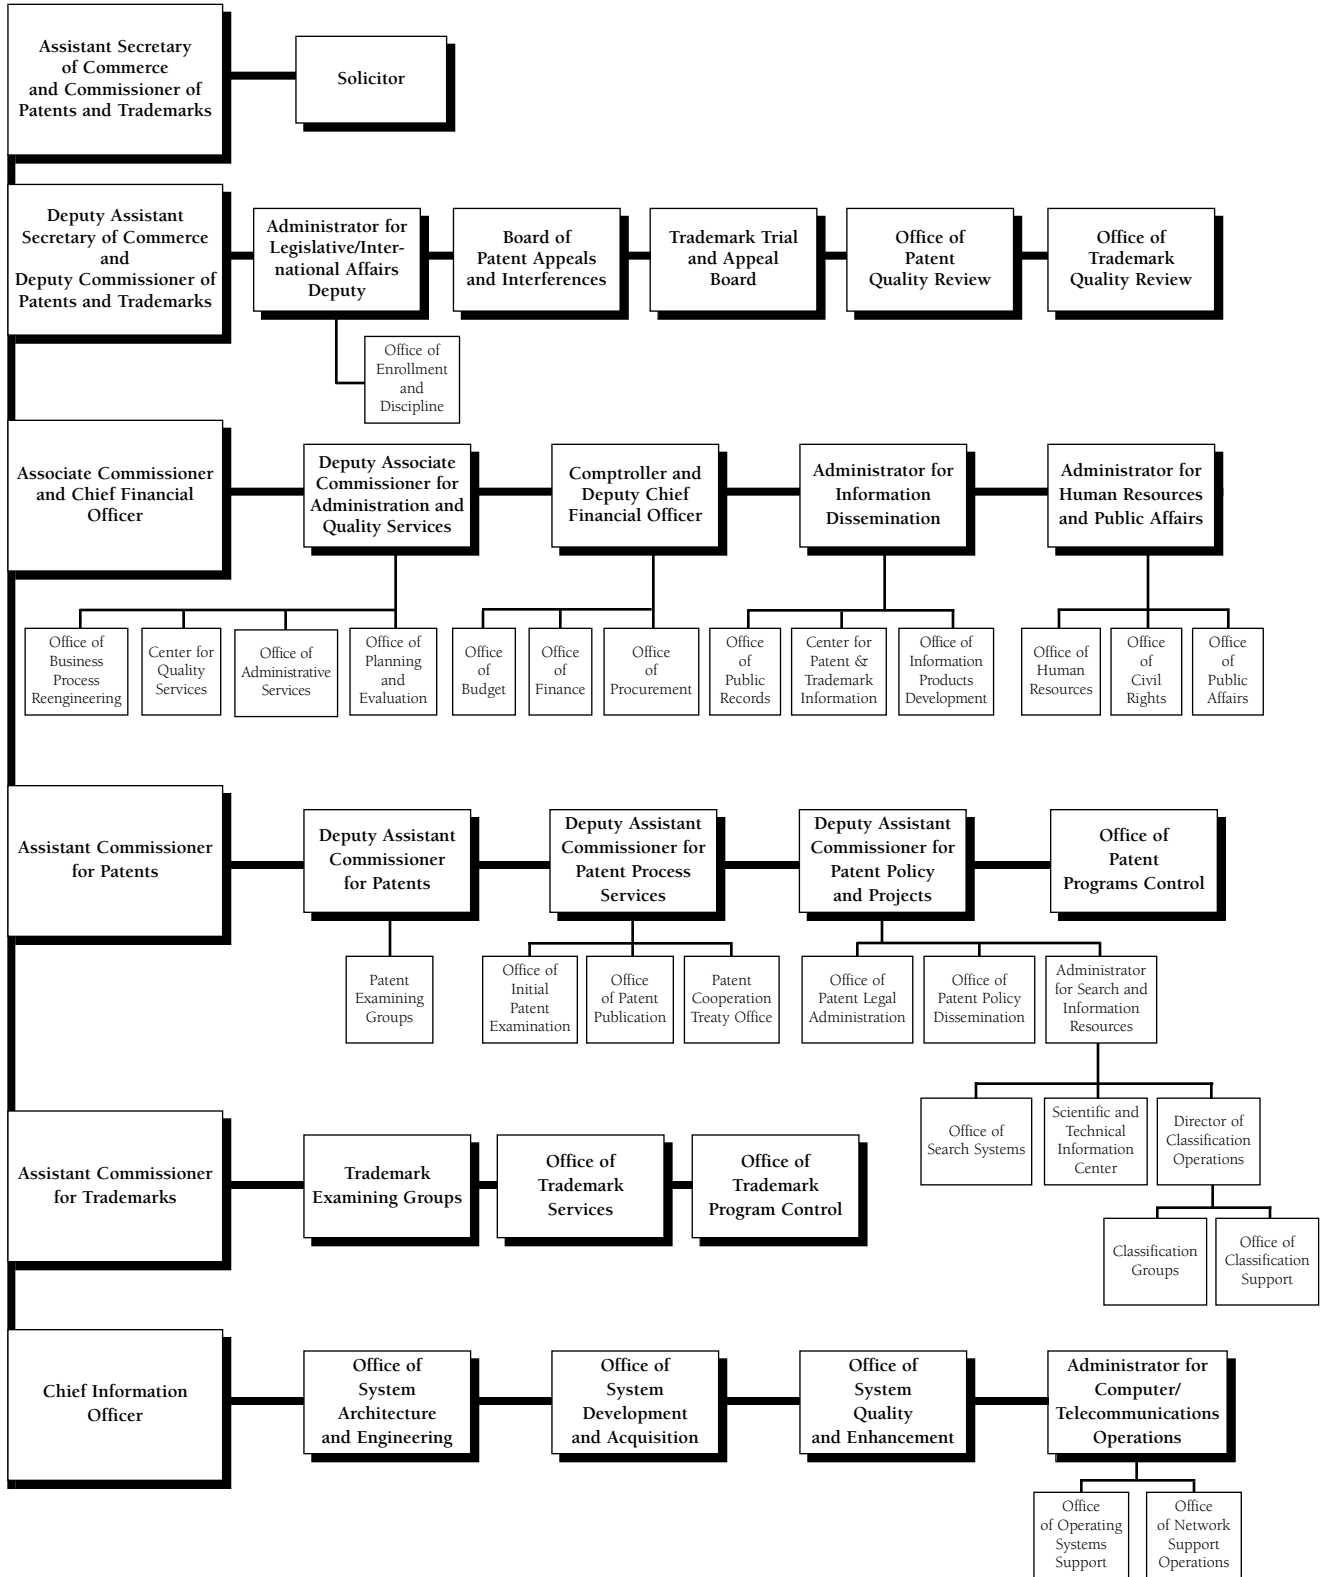 Assistant Secretary
of Commerce
and Commissioner of
Patents and Trademarks
Solicitor
Deputy Assistant
Secretary of Commerce
and
Deputy Commissioner of
Patents and Trademarks
Administrator for
Legislative/Inter-
national Affairs
Deputy
Board of
Patent Appeals
and Interferences
Trademark Trial
and Appeal
Board
Office of
Patent
Quality Review
Office of
Trademark
Quality Review
Office of
Enrollment
and
Discipline
Associate Commissioner
and Chief Financial
Officer
Deputy Associate
Commissioner for
Administration and
Quality Services
Comptroller and
Deputy Chief
Financial Officer
Administrator for
Information
Dissemination
Administrator for
Human Resources
and Public Affairs
Office of
Business
Process
Reengineering
Center for
Quality
Services
Office of
Administrative
Services
Office of
Planning
and
Evaluation
Office
of
Budget
Office
of
Finance
Office
of
Procurement
Office
of
Public
Records
Center for
Patent &
Trademark
Information
Office of
Information
Products
Development
Office of
Human
Resources
Office
of
Civil
Rights
Office
of
Public
Affairs
Assistant Commissioner
for Patents
Deputy Assistant
Commissioner
for Patents
Deputy Assistant
Commissioner for
Patent Process
Services
Deputy Assistant
Commissioner for
Patent Policy
and Projects
Office of
Patent
Programs Control
Patent
Examining
Groups
Office of
Initial
Patent
Examination
Office
of Patent
Publication
Patent
Cooperation
Treaty Office
Office of
Patent Legal
Administration
Office of
Patent Policy
Dissemination
Administrator
for Search and
Information
Resources
Office of
Search Systems
Scientific and
Technical
Information
Center
Director of
Classification
Operations
Classification
Groups
Office of
Classification
Support
Assistant Commissioner
for Trademarks
Trademark
Examining Groups
Office of
Trademark
Services
Office of
Trademark
Program Control
Chief Information
Officer
Office of
System
Architecture
and Engineering
Office of
System
Development
and Acquisition
Office of
System
Quality
and Enhancement
Administrator for
Computer/
Telecommunications
Operations
Office
of Operating
Systems
Support
Office
of Network
Support
Operations